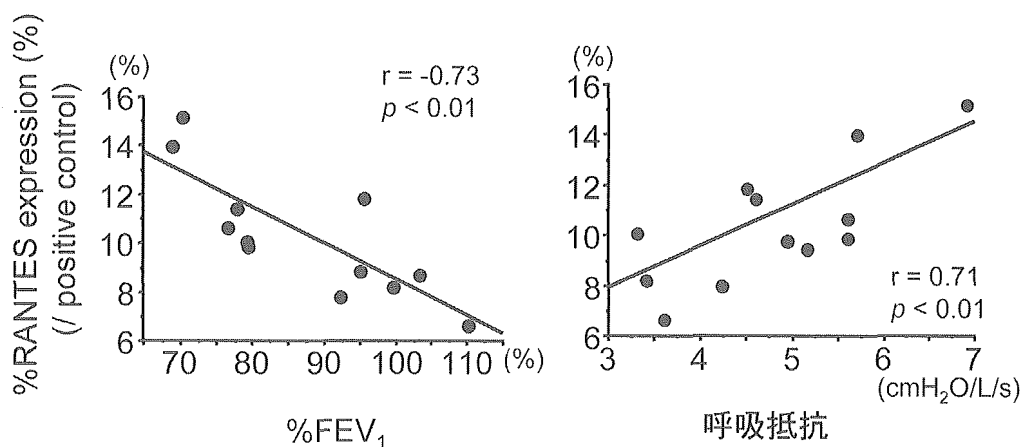 %RANTES expression (%)
(/ positive control)
(%)
r = -0.73
p < 0.01
16
14
12
10
8
6
70
80
90
100
110
(%)
%FEV1
(%)
16
14
12
10
8
6
r = 0.71
p < 0.01
3
4
5
6
7
(cmH2O/L/s)
呼吸抵抗